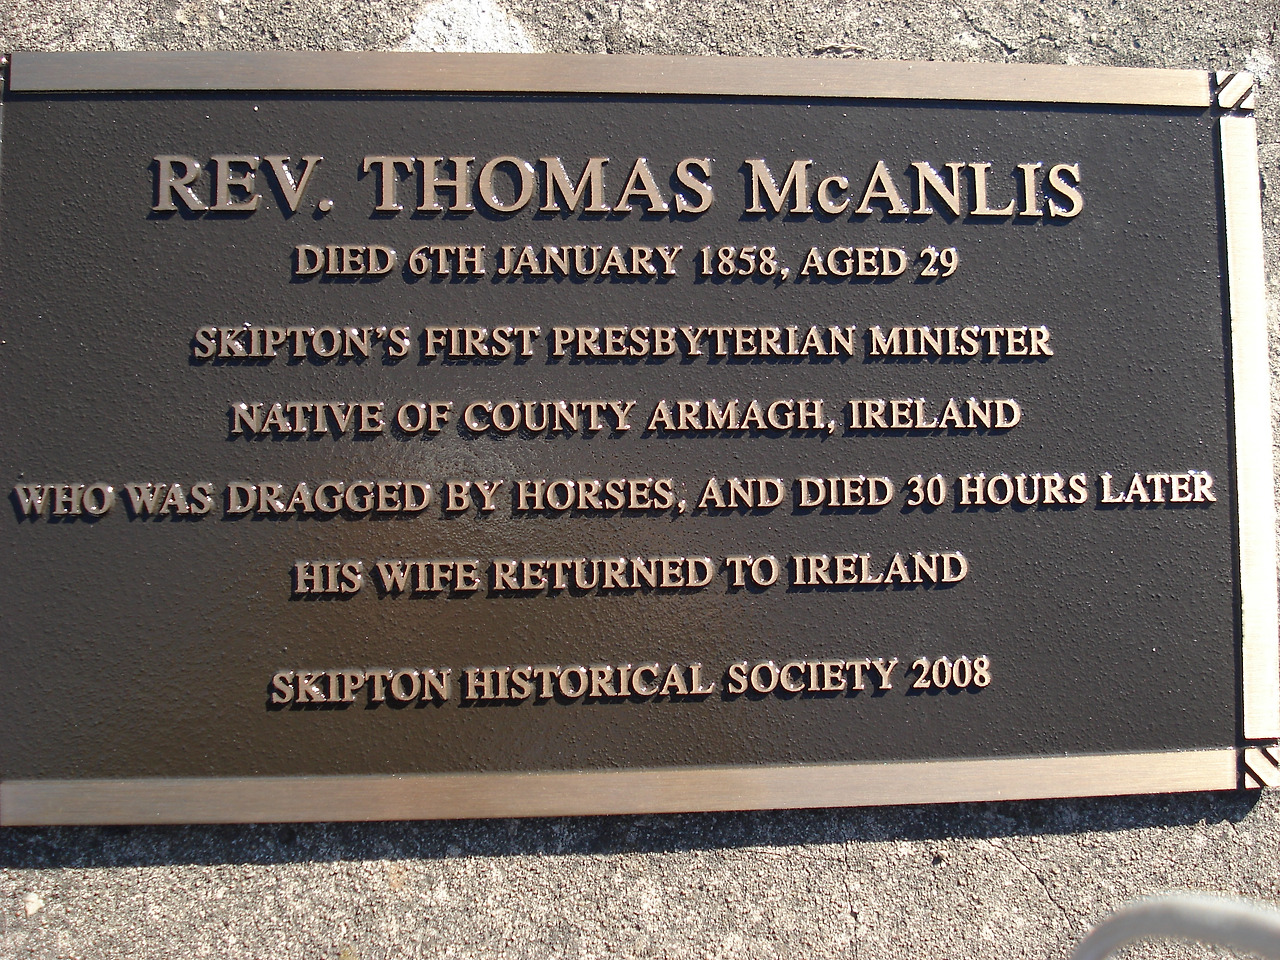 REV. THOMAS McANLIS
DIED 6TH JANUARY 1858, AGED 29
SKIPTON'S FIRST PRESBYTERIAN MINISTER
NATIVE OF COUNTY ARMAGH, IRELAND
WHO WAS DRAGGED BY HORSES, AND DIED 30 HOURS LATER
HIS WIFE RETURNED TO IRELAND
SKIPTON HISTORICAL SOCIETY 2008